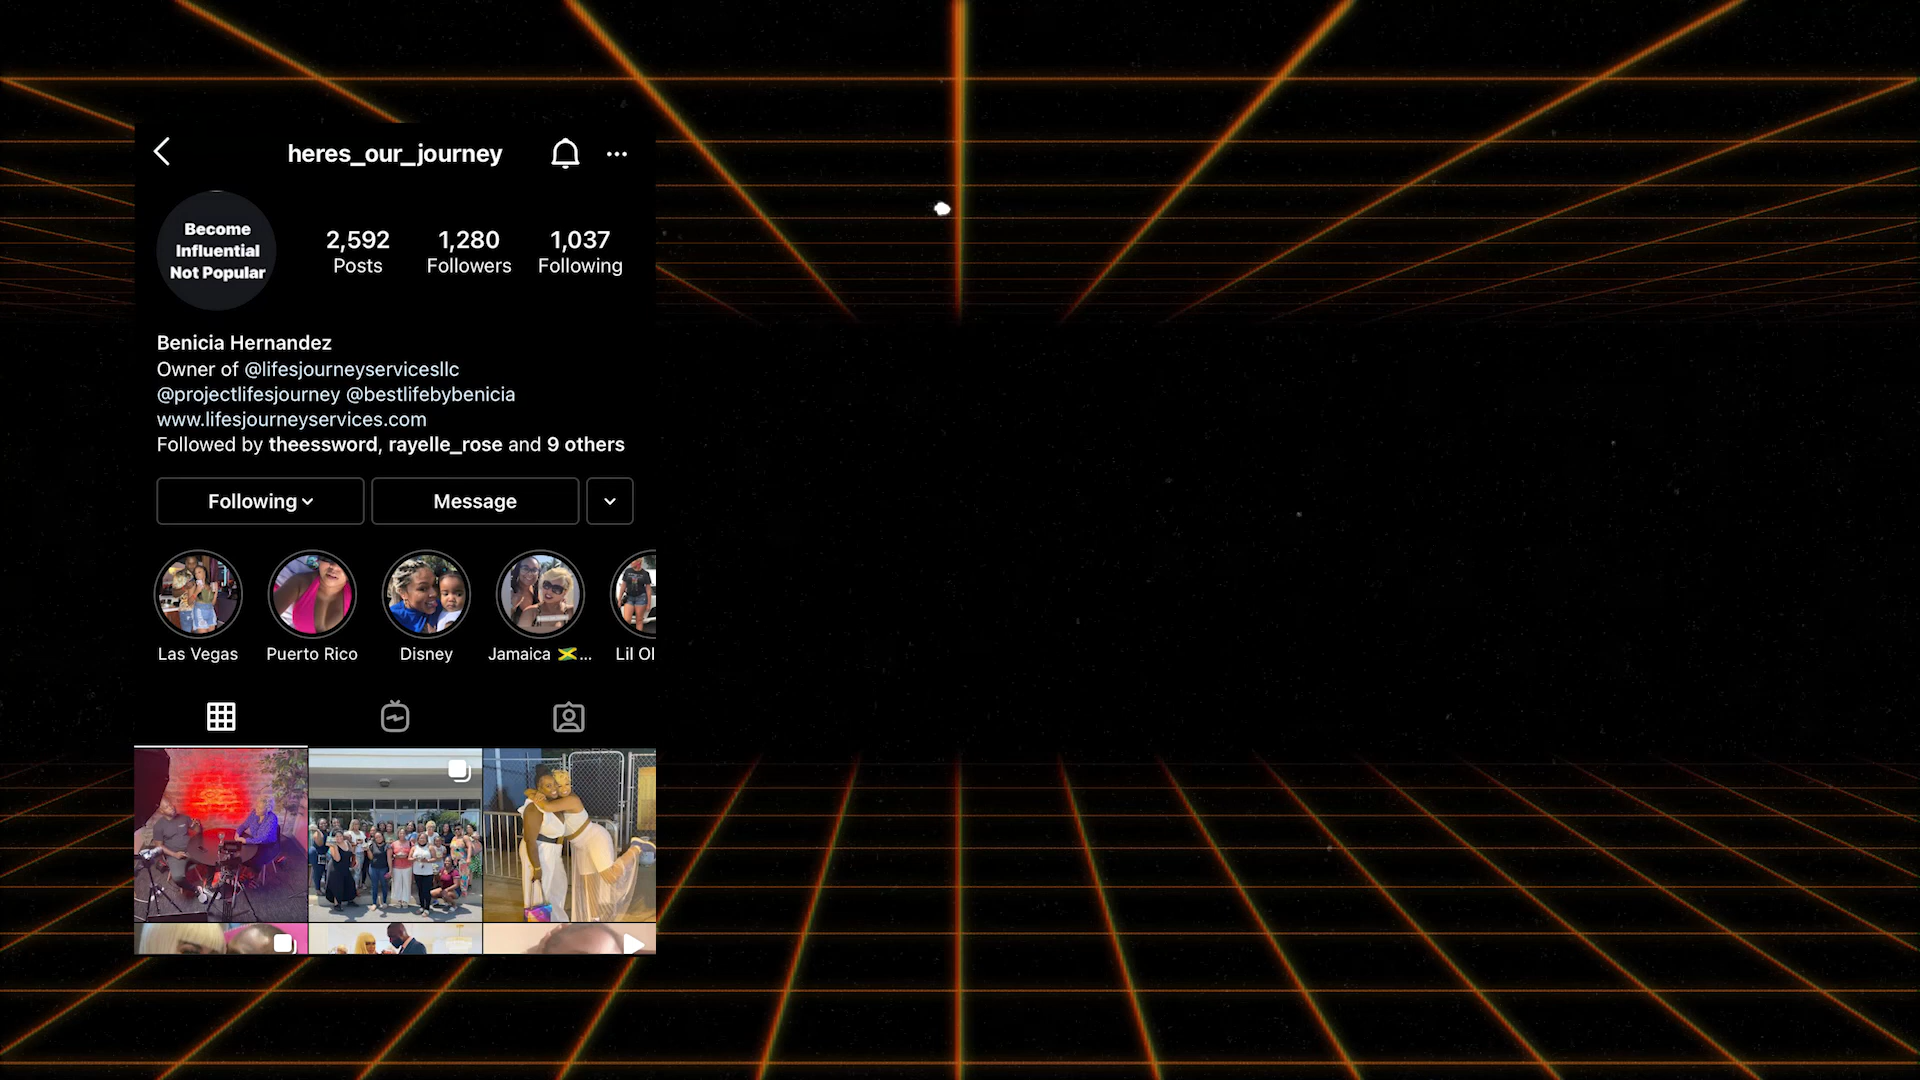 heres_our_journey
Become
Influential
Not Popular
2,592
Posts
1,280
Followers
1,037
Following
Benicia Hernandez
Owner of @lifesjourneyservicesllc
@projectlifesjourney @bestlifebybenicia
www.lifesjourneyservices.com
Followed by theessword, rayelle_rose and 9 others
Following
Message
Las Vegas
Puerto Rico
Disney
Jamaica 🇯🇲...
Lil